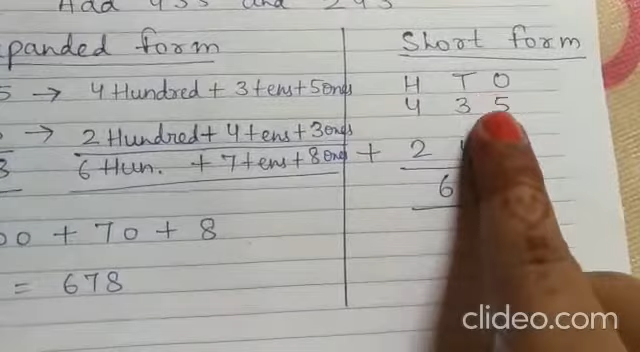 Add 435 and 243
panded form
5 → 4 Hundred + 3 tens + 5 Ones
→ 2 Hundred + 4 tens + 3 Ones
3 6 Hun. + 7 tens + 8 Ones
00 + 70 + 8
= 678
Short form
H T O
4 3 5
+ 2
6
clideo.com